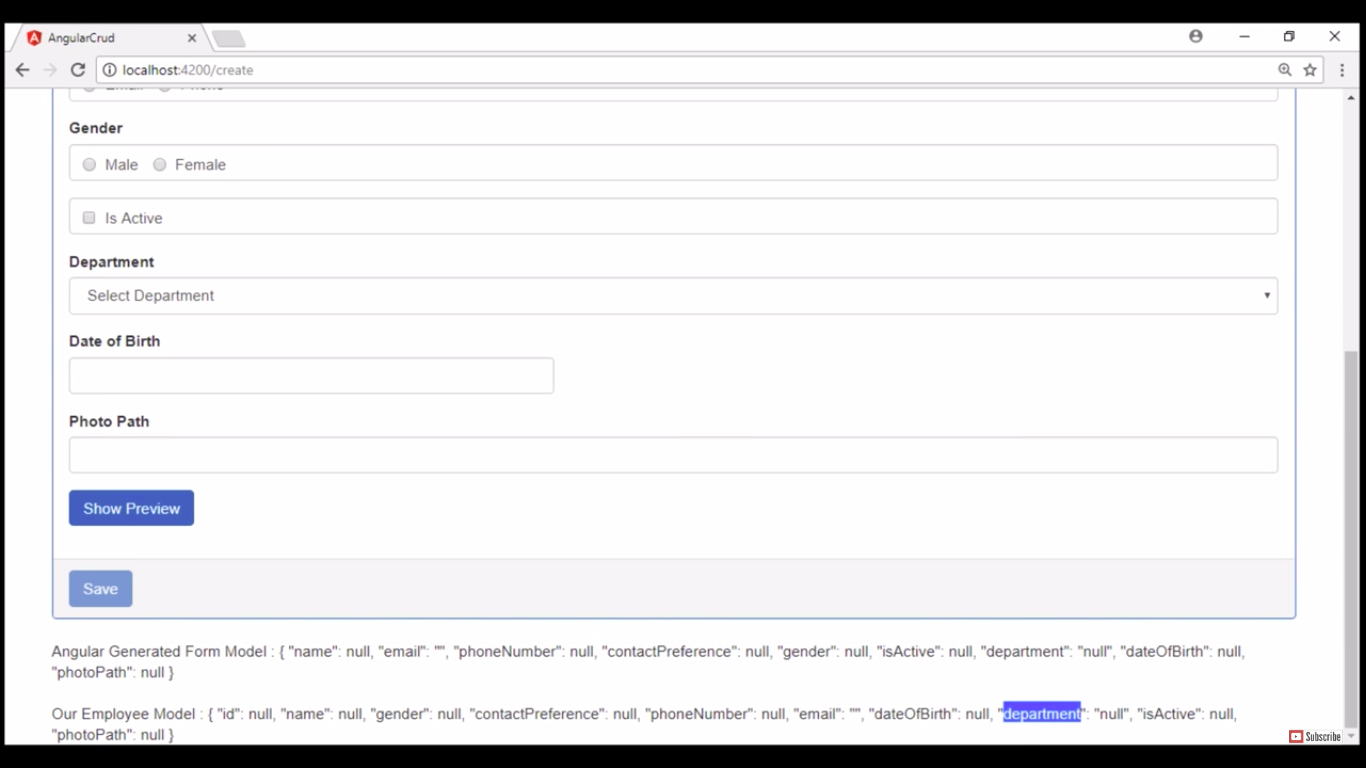 AngularCrud
localhost:4200/create
Email Phone
Gender
Male Female
Is Active
Department
Select Department
Date of Birth
Photo Path
Show Preview
Save
Angular Generated Form Model : { "name": null, "email": "", "phoneNumber": null, "contactPreference": null, "gender": null, "isActive": null, "department": "null", "dateOfBirth": null,
"photoPath": null }
Our Employee Model : { "id": null, "name": null, "gender": null, "contactPreference": null, "phoneNumber": null, "email": "", "dateOfBirth": null, "department": "null", "isActive": null,
"photoPath": null }
Subscribe